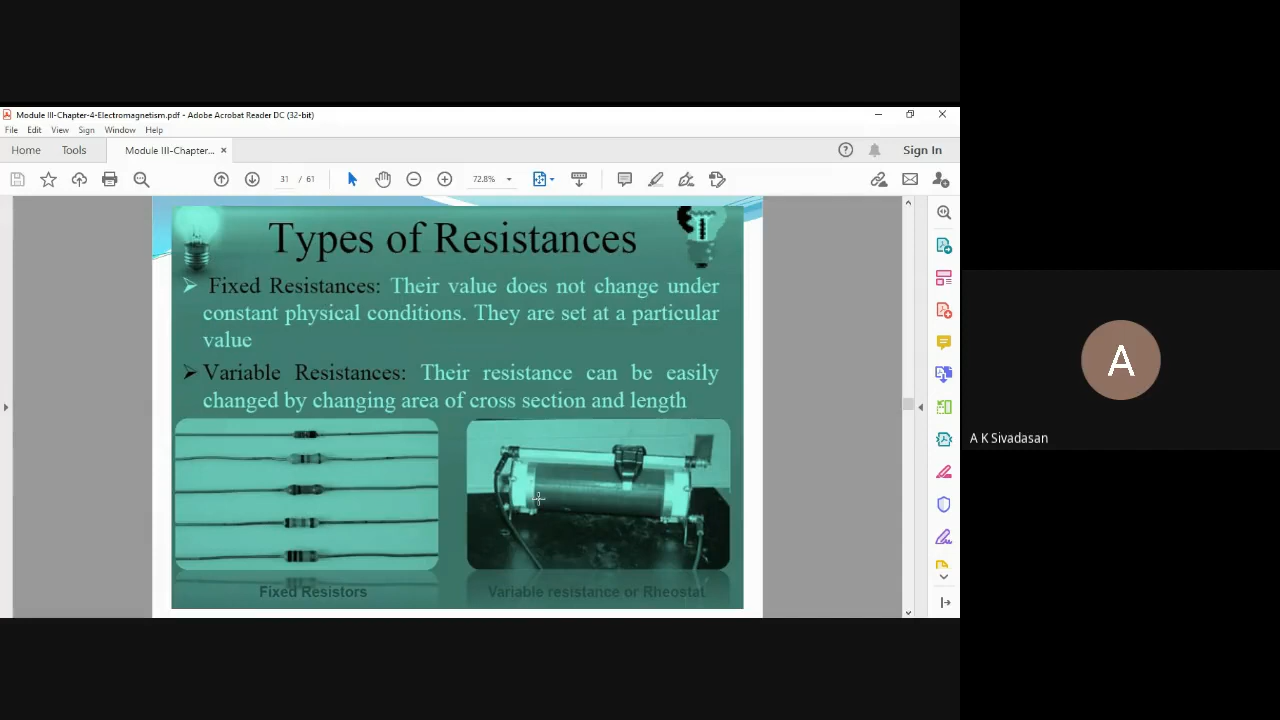 Module III-Chapter-4-Electromagnetism.pdf - Adobe Acrobat Reader DC (32-bit)
File Edit View Sign Window Help
Home Tools Module III-Chapter... × Sign In
31 / 61 72.8%
Types of Resistances
➢ Fixed Resistances: Their value does not change under
constant physical conditions. They are set at a particular
value
➢ Variable Resistances: Their resistance can be easily
changed by changing area of cross section and length
Fixed Resistors
Variable resistance or Rheostat
A
A K Sivadasan